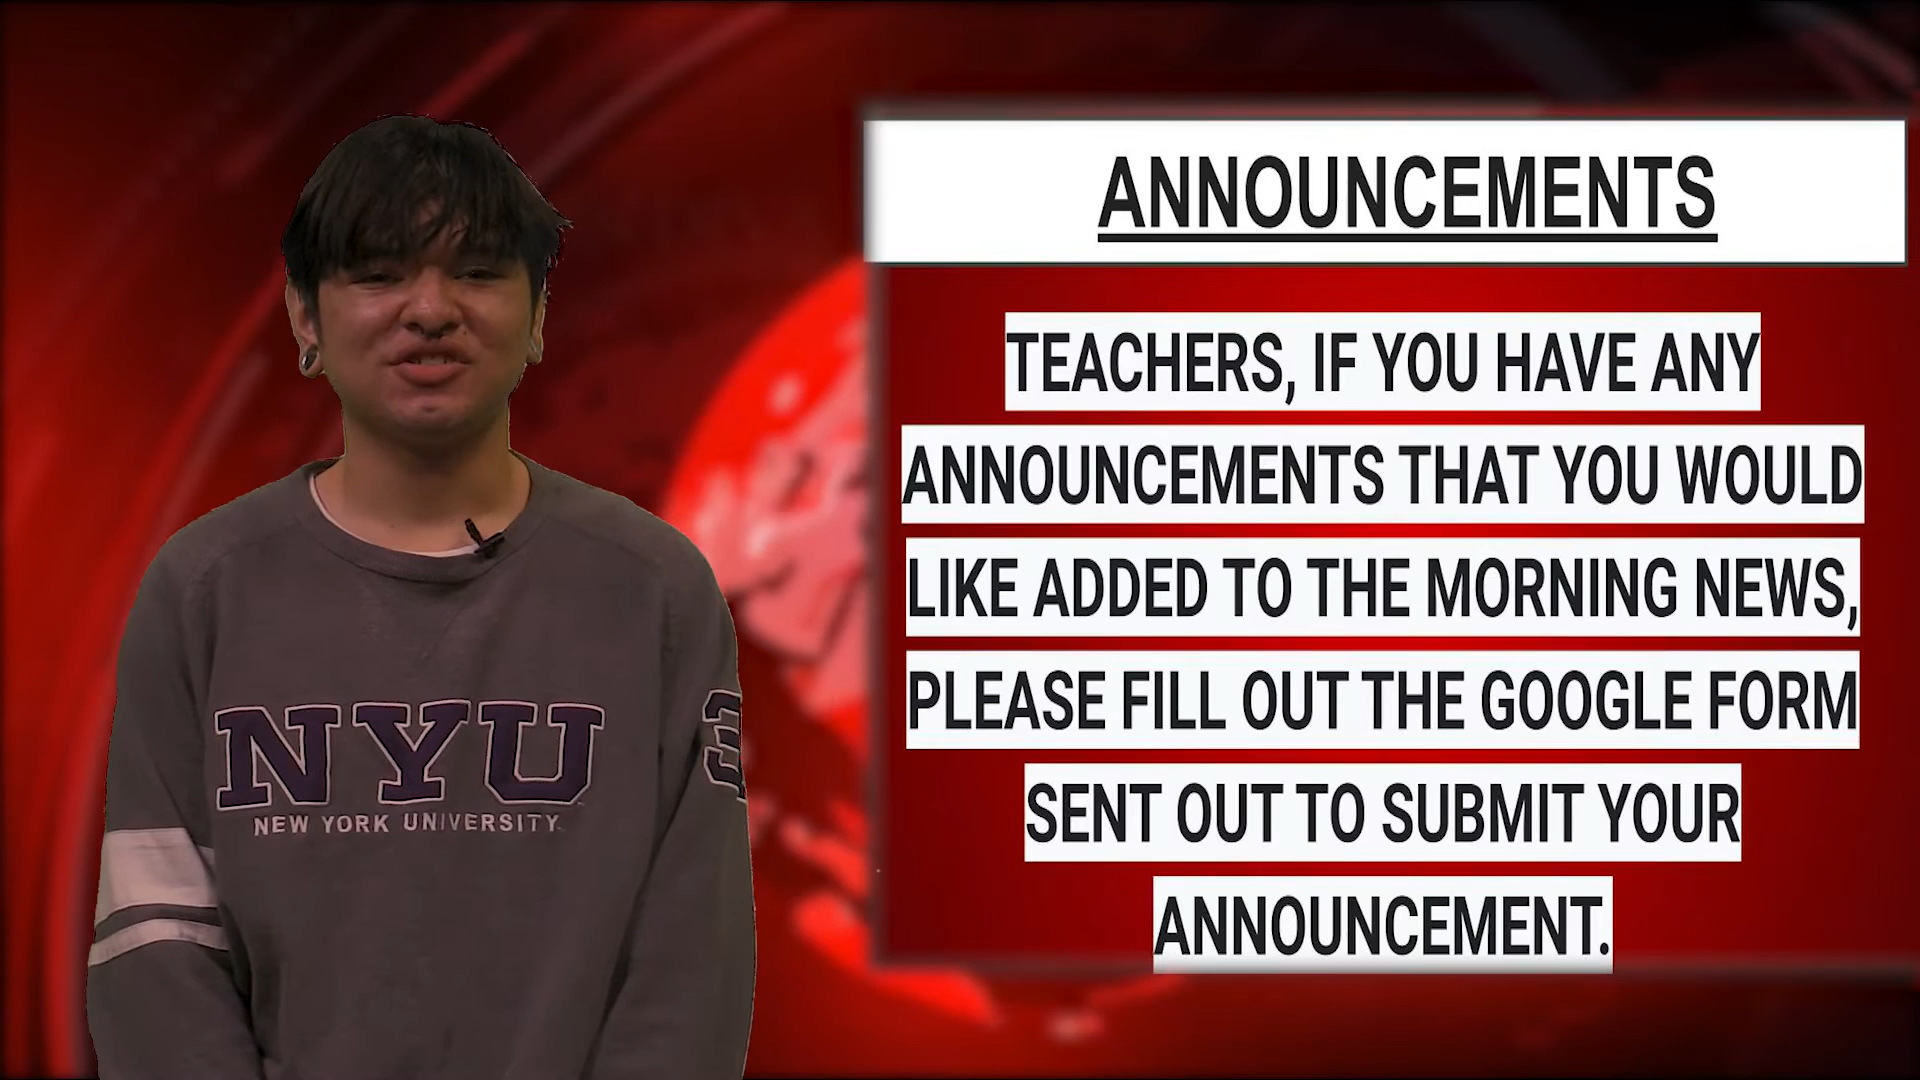 ANNOUNCEMENTS
TEACHERS, IF YOU HAVE ANY
ANNOUNCEMENTS THAT YOU WOULD
LIKE ADDED TO THE MORNING NEWS,
PLEASE FILL OUT THE GOOGLE FORM
SENT OUT TO SUBMIT YOUR
ANNOUNCEMENT.
NYU
NEW YORK UNIVERSITY